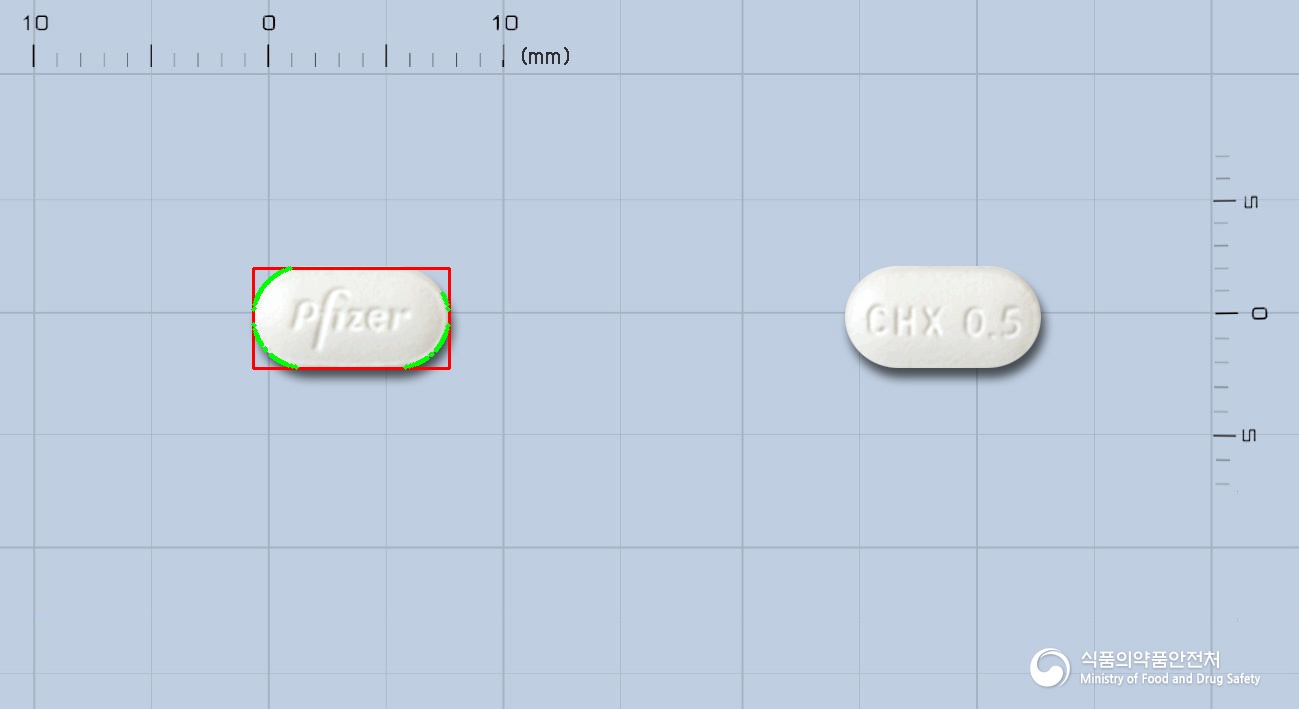 10 0 10
(mm)
5
0
5
Pfizer
CHX 0.5
식품의약품안전처
Ministry of Food and Drug Safety